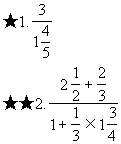 ★1. 3/(1 4/5)
★★2. (2 1/2 + 2/3)/(1 + 1/3 × 1 3/4)